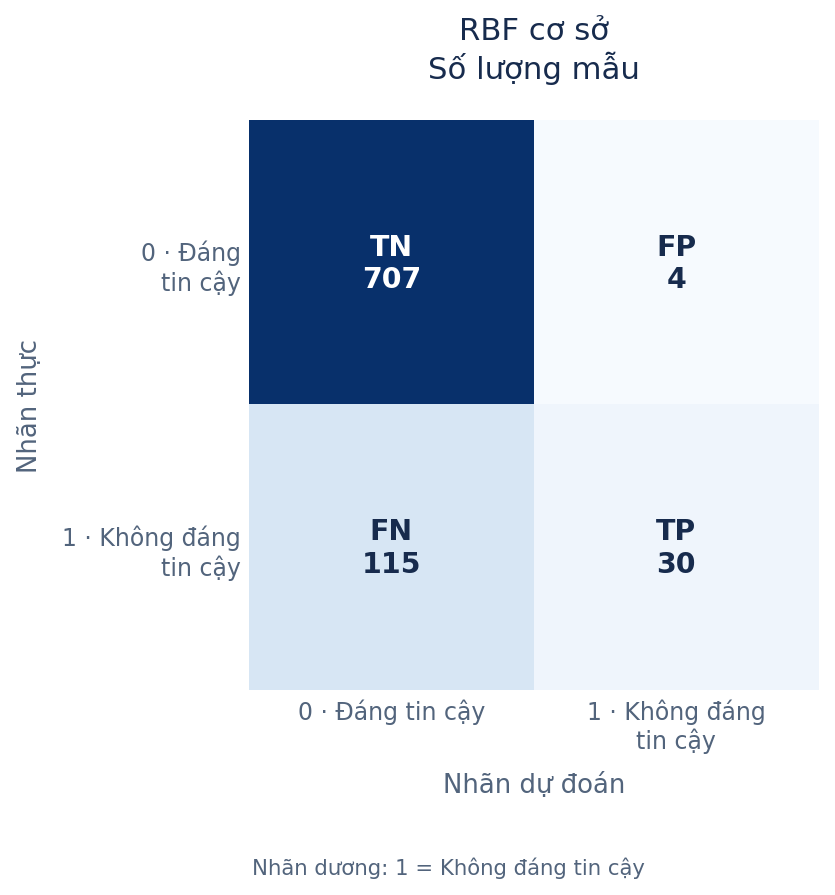 RBF cơ sở
Số lượng mẫu
TN
707
FP
4
0 · Đáng
tin cậy
Nhãn thực
FN
115
TP
30
1 · Không đáng
tin cậy
0 · Đáng tin cậy
1 · Không đáng
tin cậy
Nhãn dự đoán
Nhãn dương: 1 = Không đáng tin cậy